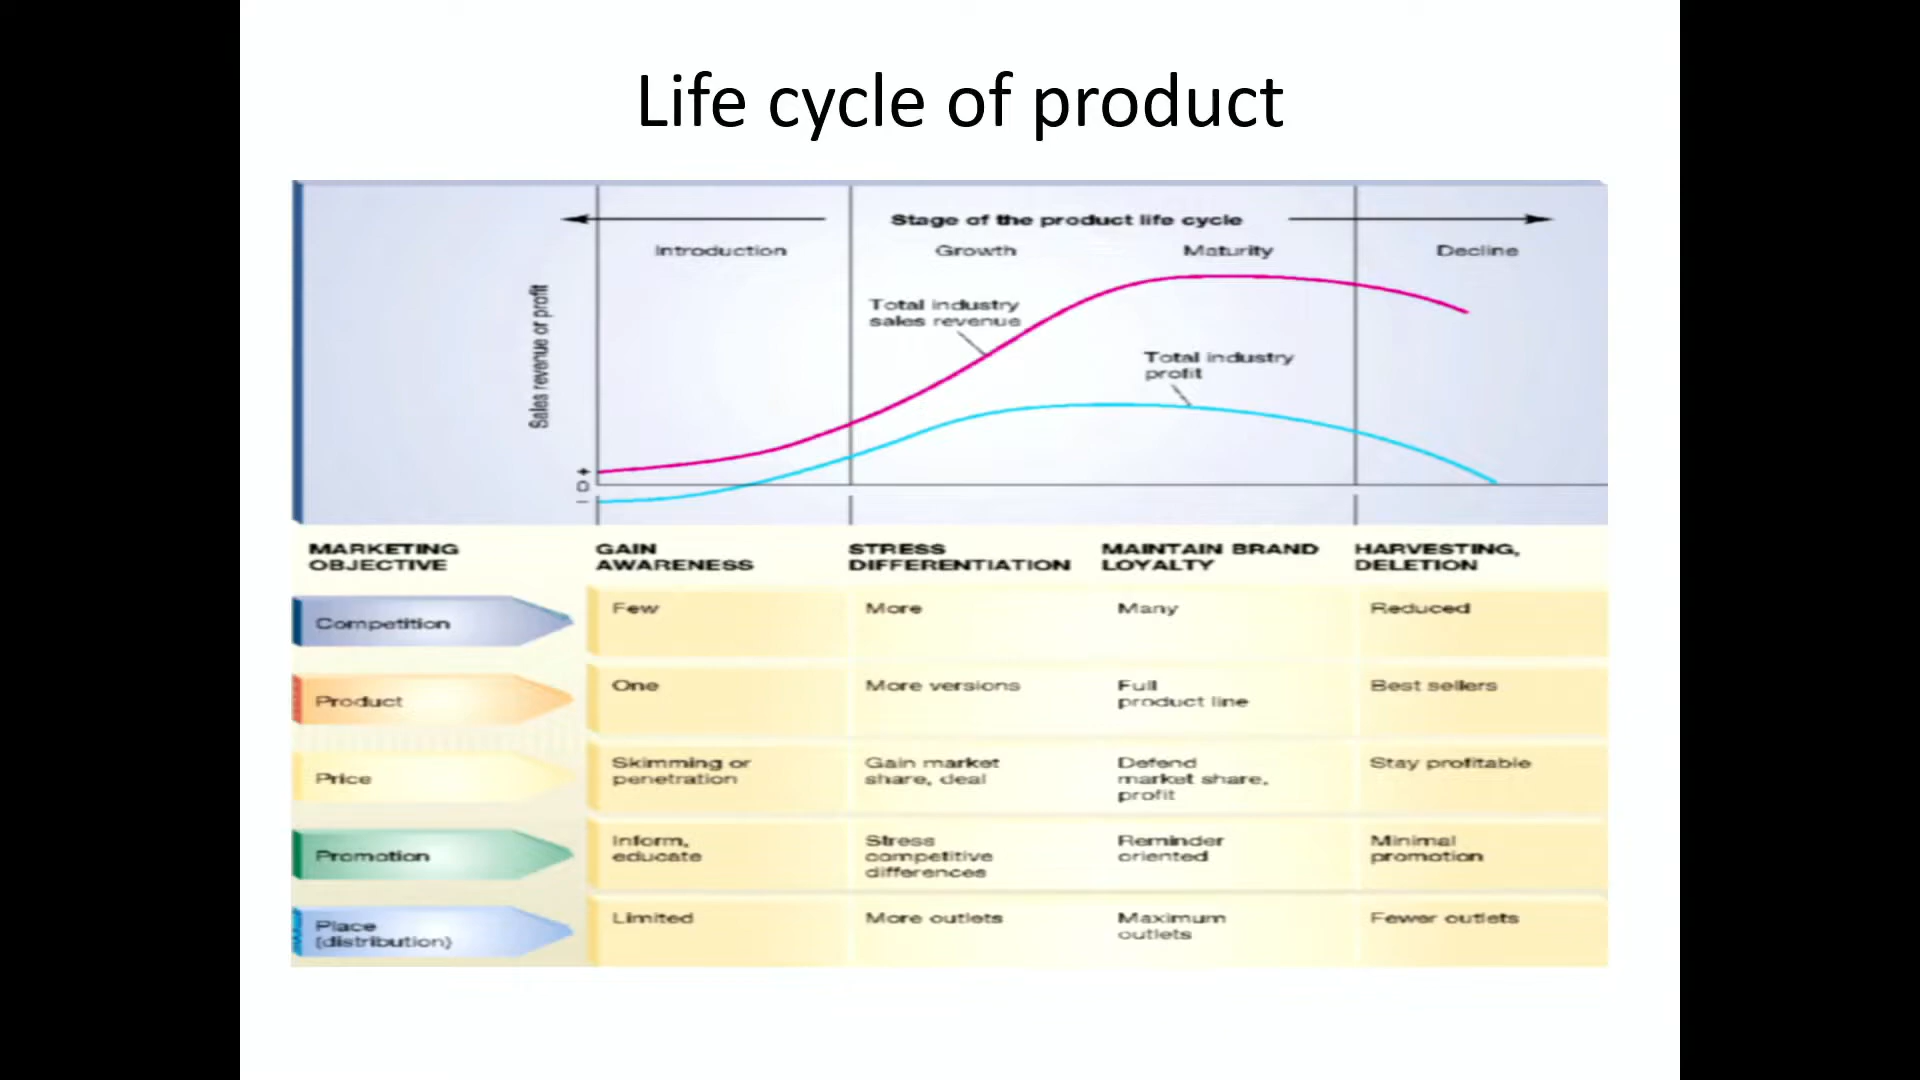 Life cycle of product
Stage of the product life cycle
Introduction
Growth
Maturity
Decline
Sales revenue or profit
Total industry
sales revenue
Total industry
profit
+
0
–
MARKETING
OBJECTIVE
GAIN
AWARENESS
STRESS
DIFFERENTIATION
MAINTAIN BRAND
LOYALTY
HARVESTING,
DELETION
Competition
Few
More
Many
Reduced
Product
One
More versions
Full
product line
Best sellers
Price
Skimming or
penetration
Gain market
share, deal
Defend
market share,
profit
Stay profitable
Promotion
Inform,
educate
Stress
competitive
differences
Reminder
oriented
Minimal
promotion
Place
(distribution)
Limited
More outlets
Maximum
outlets
Fewer outlets